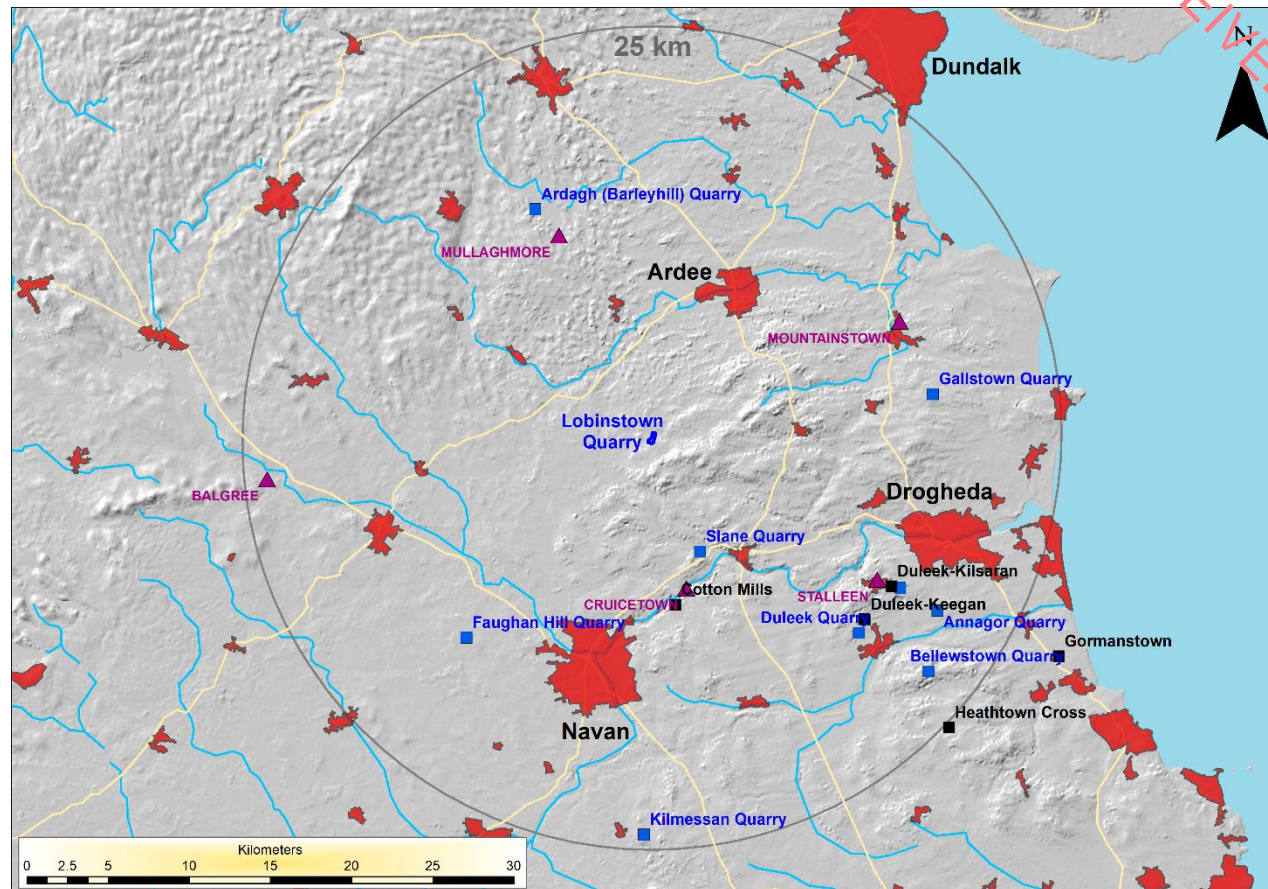 EIVE
N
25 km
Dundalk
Ardagh (Barleyhill) Quarry
MULLAGHMORE
Ardee
MOUNTAINSTOWN
Gallstown Quarry
Lobinstown
Quarry
BALGREE
Drogheda
Slane Quarry
Duleek-Kilsaran
Cotton Mills
STALLEEN
CRUICETOWN
Duleek-Keegan
Duleek Quarry
Annagor Quarry
Faughan Hill Quarry
Gormanstown
Bellewstown Quarry
Heathtown Cross
Navan
Kilmessan Quarry
Kilometers
0 2.5 5 10 15 20 25 30